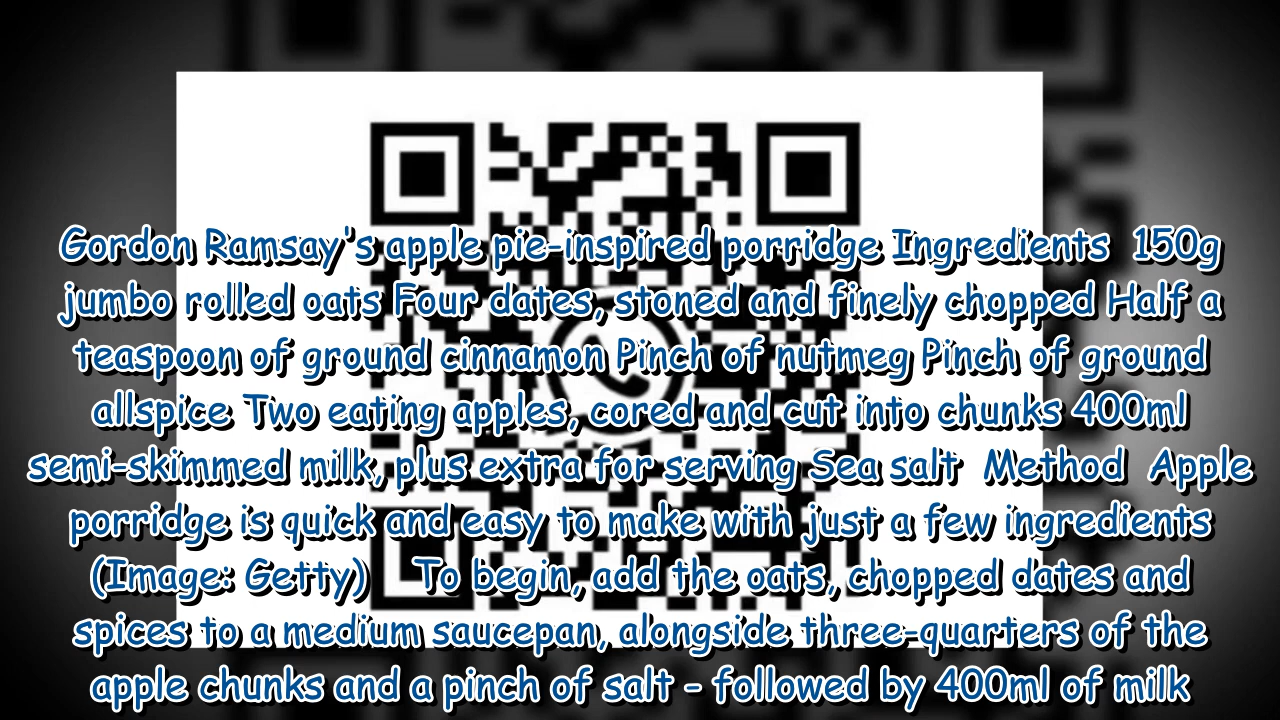 Gordon Ramsay's apple pie-inspired porridge Ingredients 150g
jumbo rolled oats Four dates, stoned and finely chopped Half a
teaspoon of ground cinnamon Pinch of nutmeg Pinch of ground
allspice Two eating apples, cored and cut into chunks 400ml
semi-skimmed milk, plus extra for serving Sea salt Method Apple
porridge is quick and easy to make with just a few ingredients
(Image: Getty) To begin, add the oats, chopped dates and
spices to a medium saucepan, alongside three-quarters of the
apple chunks and a pinch of salt - followed by 400ml of milk